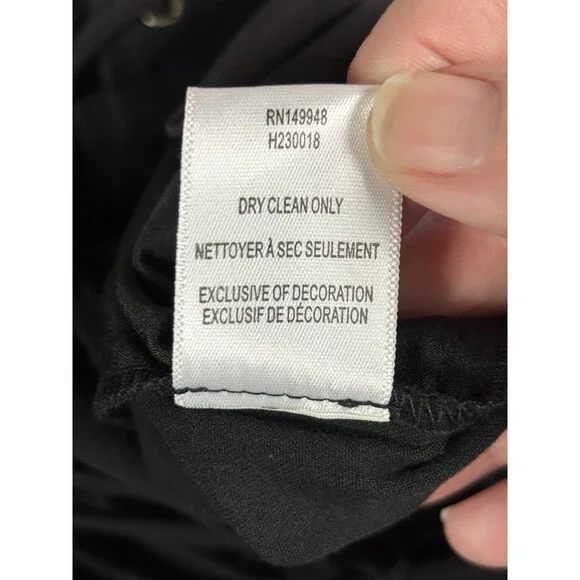 RN149948
H230018
DRY CLEAN ONLY
NETTOYER À SEC SEULEMENT
EXCLUSIVE OF DECORATION
EXCLUSIF DE DÉCORATION